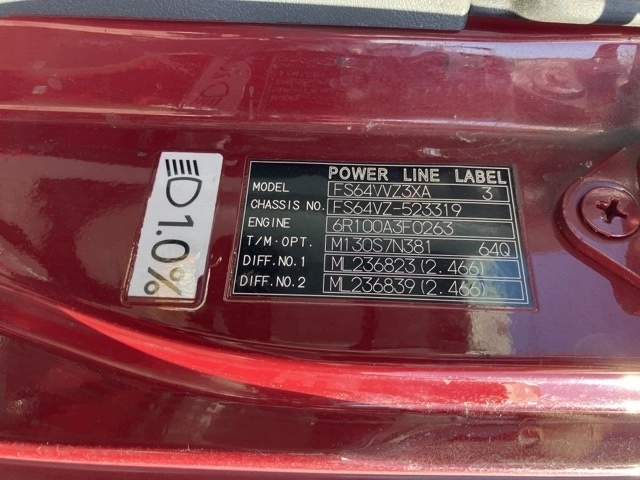 POWER LINE LABEL
MODEL FS64VVZ3XA 3
CHASSIS NO. FS64VZ-523319
ENGINE 6R100A3F0263
T/M·OPT. M130S7N381 64Q
DIFF.NO.1 ML236823(2.466)
DIFF.NO.2 ML236839(2.466)
1.0%